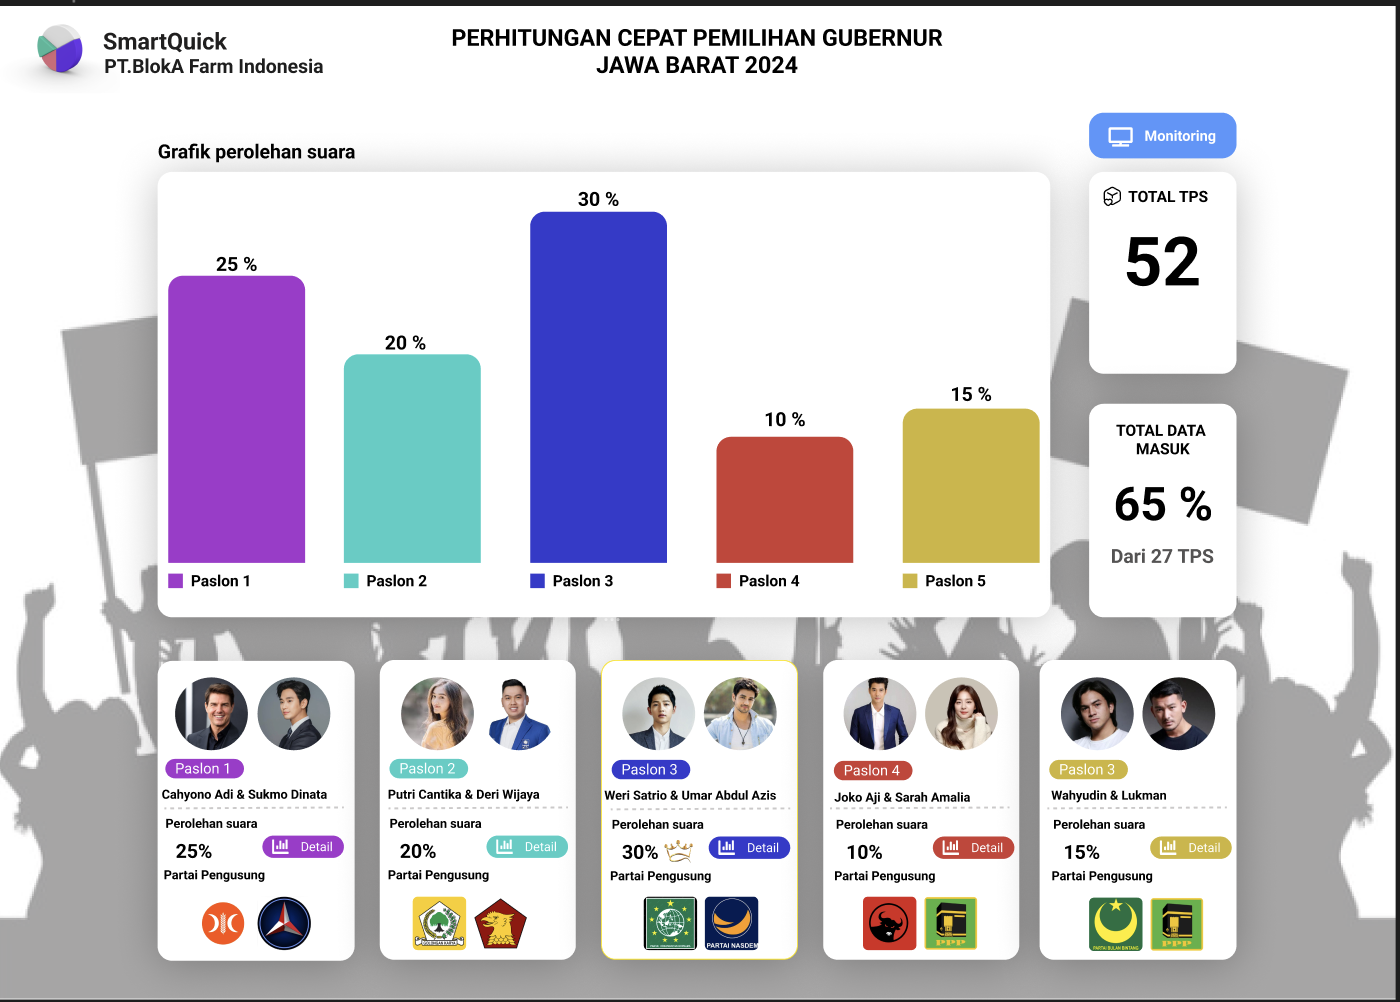 SmartQuick
PT.BlokA Farm Indonesia
PERHITUNGAN CEPAT PEMILIHAN GUBERNUR
JAWA BARAT 2024
Monitoring
Grafik perolehan suara
25 %
20 %
30 %
10 %
15 %
Paslon 1
Paslon 2
Paslon 3
Paslon 4
Paslon 5
TOTAL TPS
52
TOTAL DATA
MASUK
65 %
Dari 27 TPS
Paslon 1
Cahyono Adi & Sukmo Dinata
Perolehan suara
25%
Detail
Partai Pengusung
Paslon 2
Putri Cantika & Deri Wijaya
Perolehan suara
20%
Detail
Partai Pengusung
Paslon 3
Weri Satrio & Umar Abdul Azis
Perolehan suara
30%
Detail
Partai Pengusung
PARTAI NASDEM
Paslon 4
Joko Aji & Sarah Amalia
Perolehan suara
10%
Detail
Partai Pengusung
PPP
Paslon 3
Wahyudin & Lukman
Perolehan suara
15%
Detail
Partai Pengusung
PARTAI BULAN BINTANG
PPP